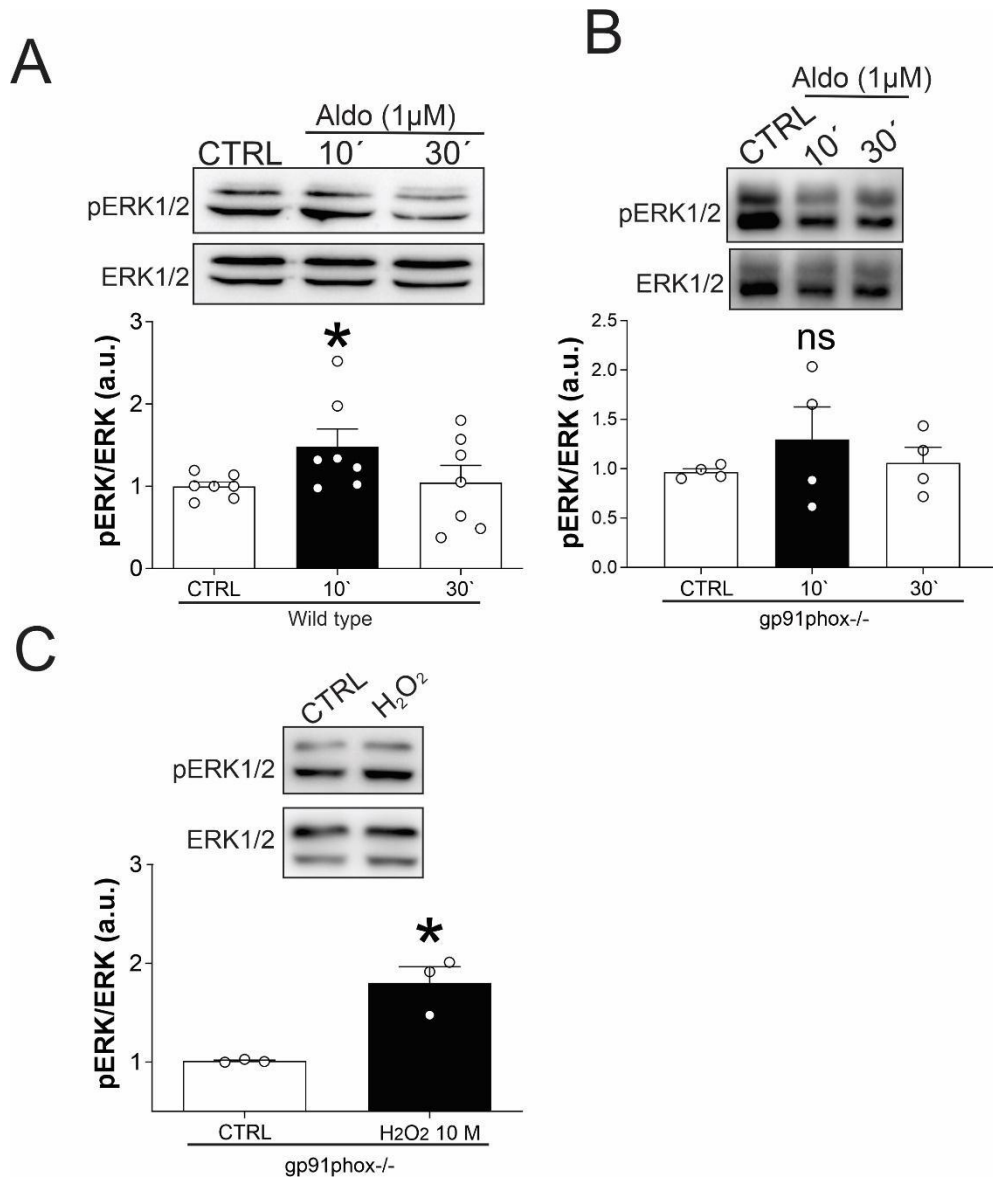 A
Aldo (1µM)
CTRL 10´ 30´
pERK1/2
ERK1/2
pERK/ERK (a.u.)
3
2
1
0
*
CTRL 10` 30`
Wild type
B
Aldo (1µM)
CTRL 10´ 30´
pERK1/2
ERK1/2
pERK/ERK (a.u.)
2.5
2.0
1.5
1.0
0.5
0.0
ns
CTRL 10` 30`
gp91phox-/-
C
CTRL H₂O₂
pERK1/2
ERK1/2
pERK/ERK (a.u.)
3
2
1
*
CTRL H2O2 10 M
gp91phox-/-